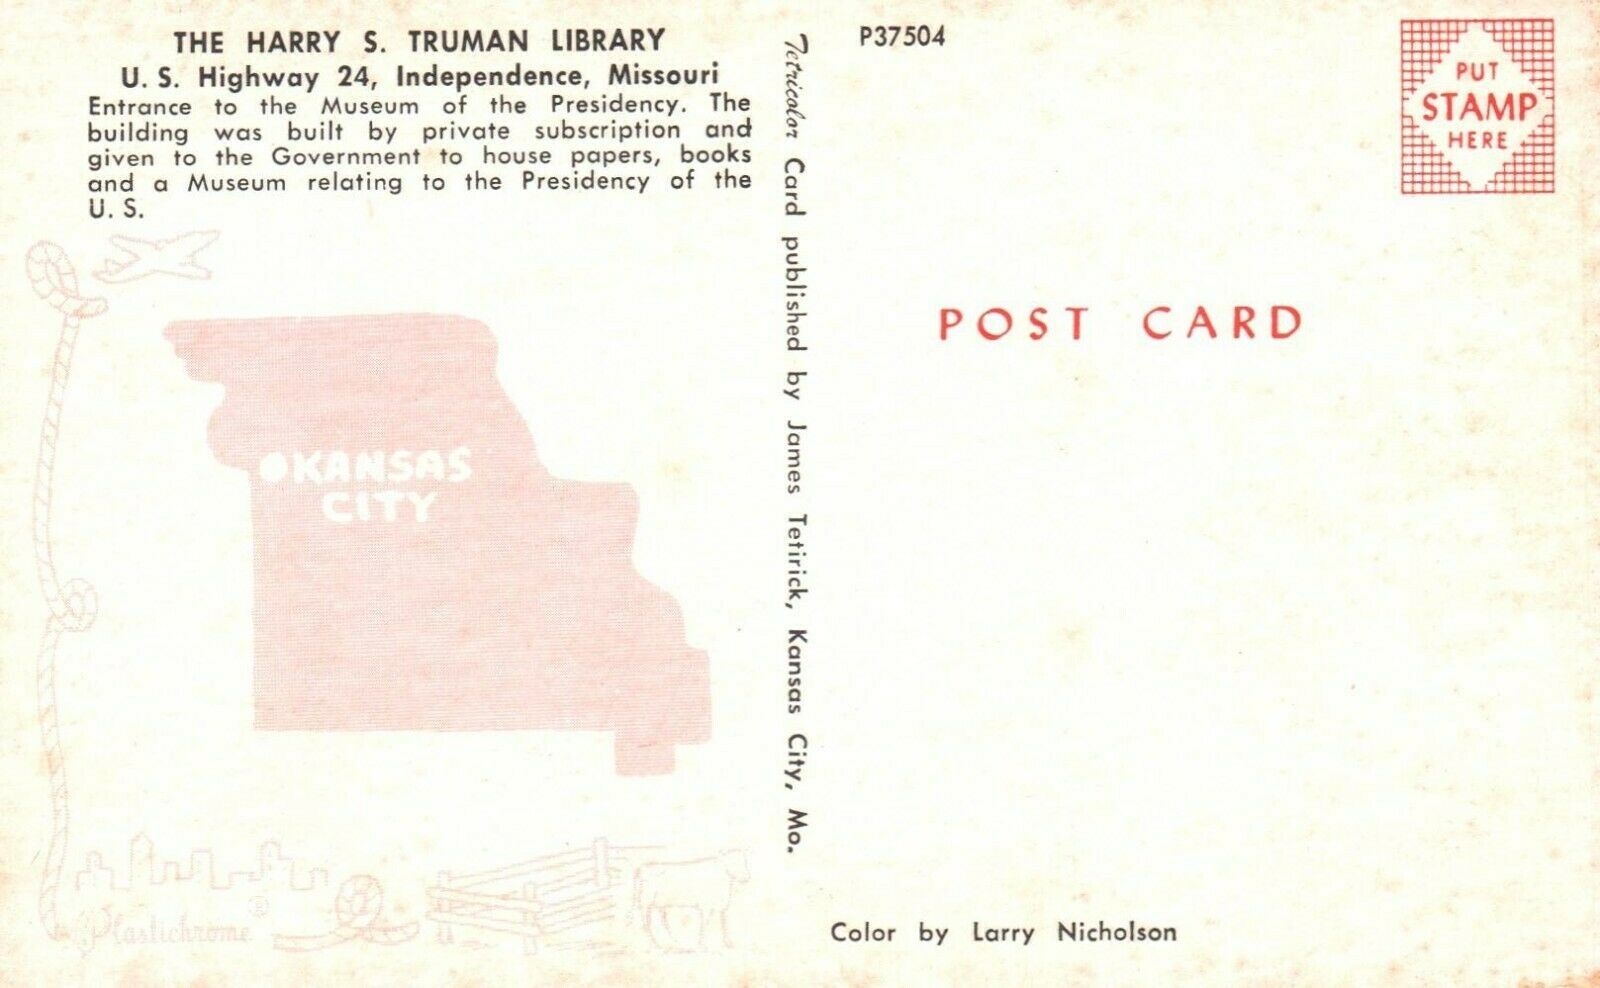 THE HARRY S. TRUMAN LIBRARY
U. S. Highway 24, Independence, Missouri
Entrance to the Museum of the Presidency. The
building was built by private subscription and
given to the Government to house papers, books
and a Museum relating to the Presidency of the
U. S.
KANSAS
CITY
Plastichrome ®
Tetricolor Card published by James Tetirick, Kansas City, Mo.
P37504
PUT
STAMP
HERE
POST CARD
Color by Larry Nicholson